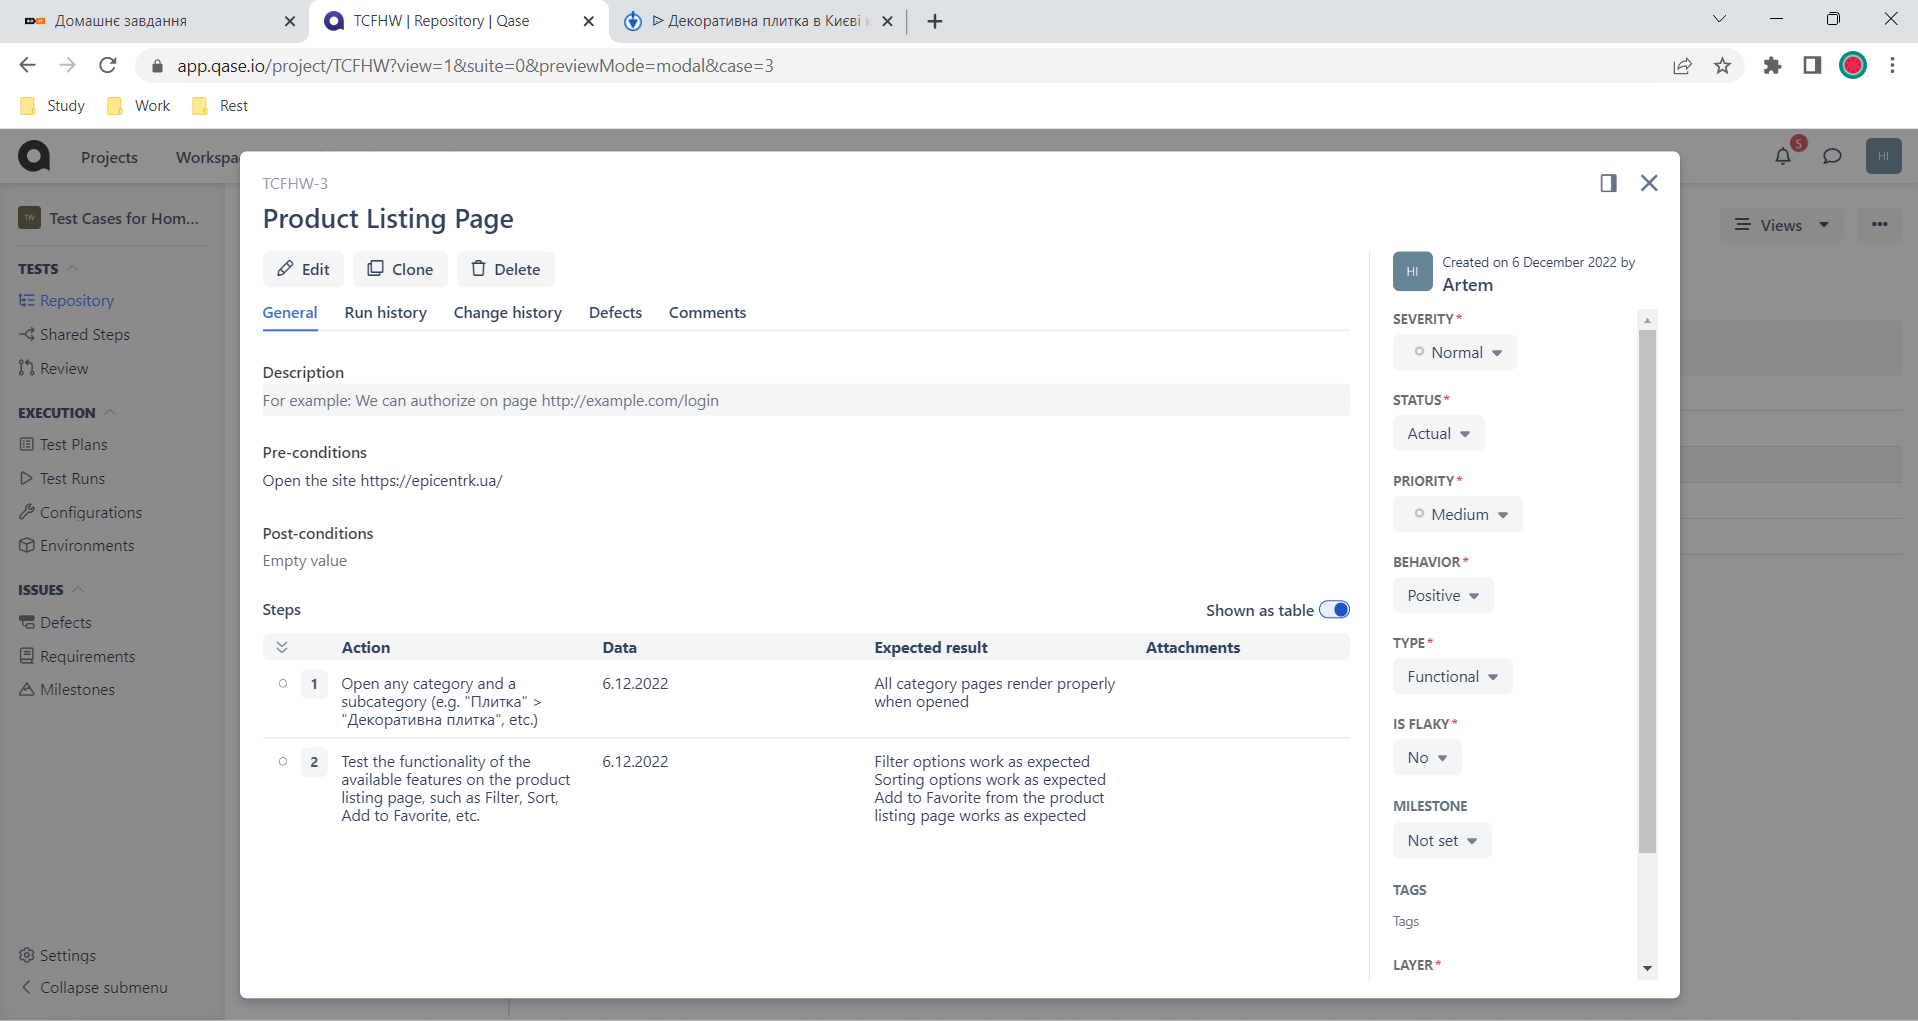 Домашнє завдання
TCFHW | Repository | Qase
Декоративна плитка в Києві
app.qase.io/project/TCFHW?view=1&suite=0&previewMode=modal&case=3
Study
Work
Rest
Projects
Workspa
5
HI
TW
Test Cases for Hom...
TESTS
Repository
Shared Steps
Review
EXECUTION
Test Plans
Test Runs
Configurations
Environments
ISSUES
Defects
Requirements
Milestones
Settings
Collapse submenu
Views
TCFHW-3
Product Listing Page
Edit
Clone
Delete
General
Run history
Change history
Defects
Comments
Description
For example: We can authorize on page http://example.com/login
Pre-conditions
Open the site https://epicentrk.ua/
Post-conditions
Empty value
Steps
Shown as table
Action
Data
Expected result
Attachments
1
Open any category and a
subcategory (e.g. "Плитка" >
"Декоративна плитка", etc.)
6.12.2022
All category pages render properly
when opened
2
Test the functionality of the
available features on the product
listing page, such as Filter, Sort,
Add to Favorite, etc.
6.12.2022
Filter options work as expected
Sorting options work as expected
Add to Favorite from the product
listing page works as expected
HI
Created on 6 December 2022 by
Artem
SEVERITY*
Normal
STATUS*
Actual
PRIORITY*
Medium
BEHAVIOR*
Positive
TYPE*
Functional
IS FLAKY*
No
MILESTONE
Not set
TAGS
Tags
LAYER*